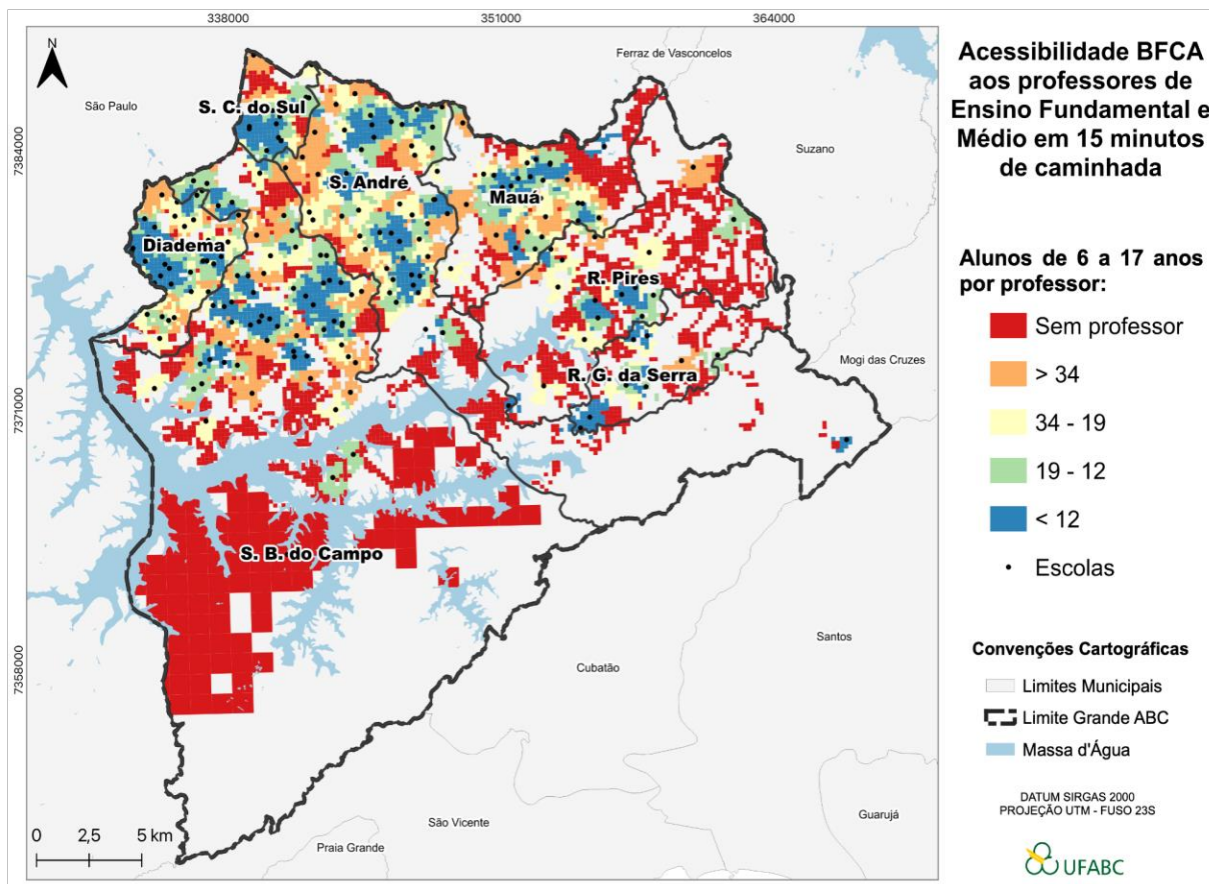 338000
351000
364000
N
Ferraz de Vasconcelos
São Paulo
S. C. do Sul
7384000
Suzano
S. André
Mauá
Diadema
R. Pires
Mogi das Cruzes
R. G. da Serra
7371000
S. B. do Campo
Santos
Cubatão
7358000
São Vicente
Guarujá
Praia Grande
0 2,5 5 km
Acessibilidade BFCA
aos professores de
Ensino Fundamental e
Médio em 15 minutos
de caminhada
Alunos de 6 a 17 anos
por professor:
Sem professor
> 34
34 - 19
19 - 12
< 12
Escolas
Convenções Cartográficas
Limites Municipais
Limite Grande ABC
Massa d'Água
DATUM SIRGAS 2000
PROJEÇÃO UTM - FUSO 23S
UFABC